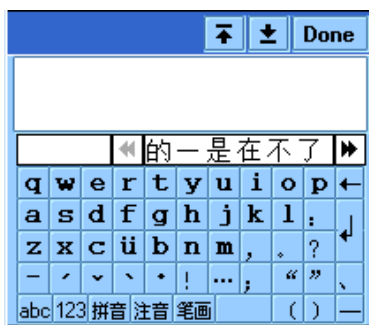 Done
的一是在不了
q w e r t y u i o p ←
a s d f g h j k l :
z x c ü b n m , 。 ?
ˉ ˊ ˇ ˋ · ! … ; “ ” 、
abc 123 拼音 注音 笔画 ( ) —